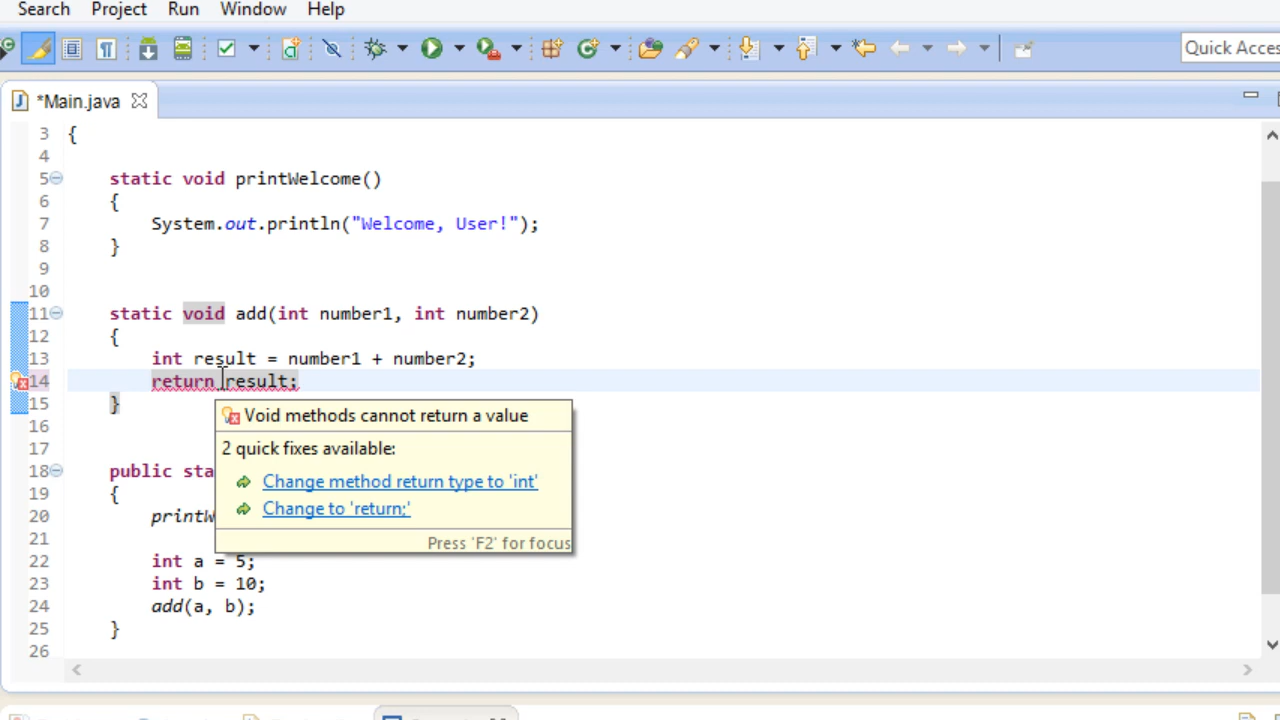 Search Project Run Window Help
Quick Acces
*Main.java
3 {
4
5 static void printWelcome()
6 {
7 System.out.println("Welcome, User!");
8 }
9
10
11 static void add(int number1, int number2)
12 {
13 int result = number1 + number2;
14 return result;
15 }
Void methods cannot return a value
16
2 quick fixes available:
17
18 public sta
Change method return type to 'int'
19 {
Change to 'return;'
20 printW
21
Press 'F2' for focus
22 int a = 5;
23 int b = 10;
24 add(a, b);
25 }
26